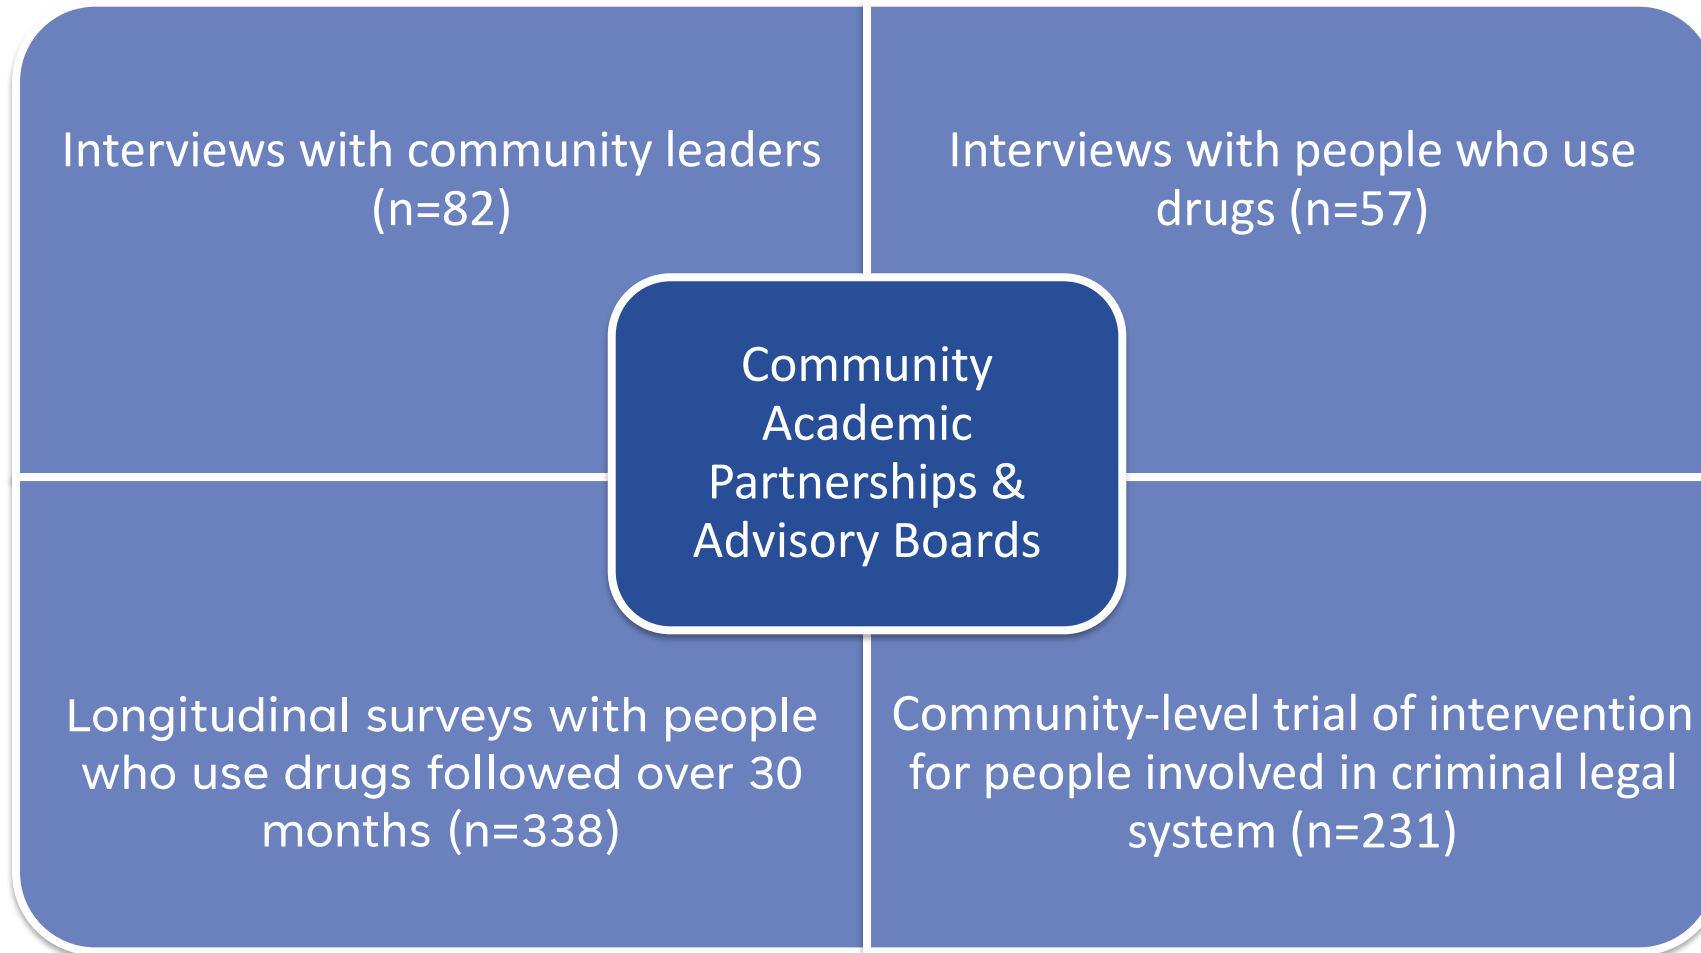 Interviews with community leaders
(n=82)
Interviews with people who use
drugs (n=57)
Community
Academic
Partnerships &
Advisory Boards
Longitudinal surveys with people
who use drugs followed over 30
months (n=338)
Community-level trial of intervention
for people involved in criminal legal
system (n=231)